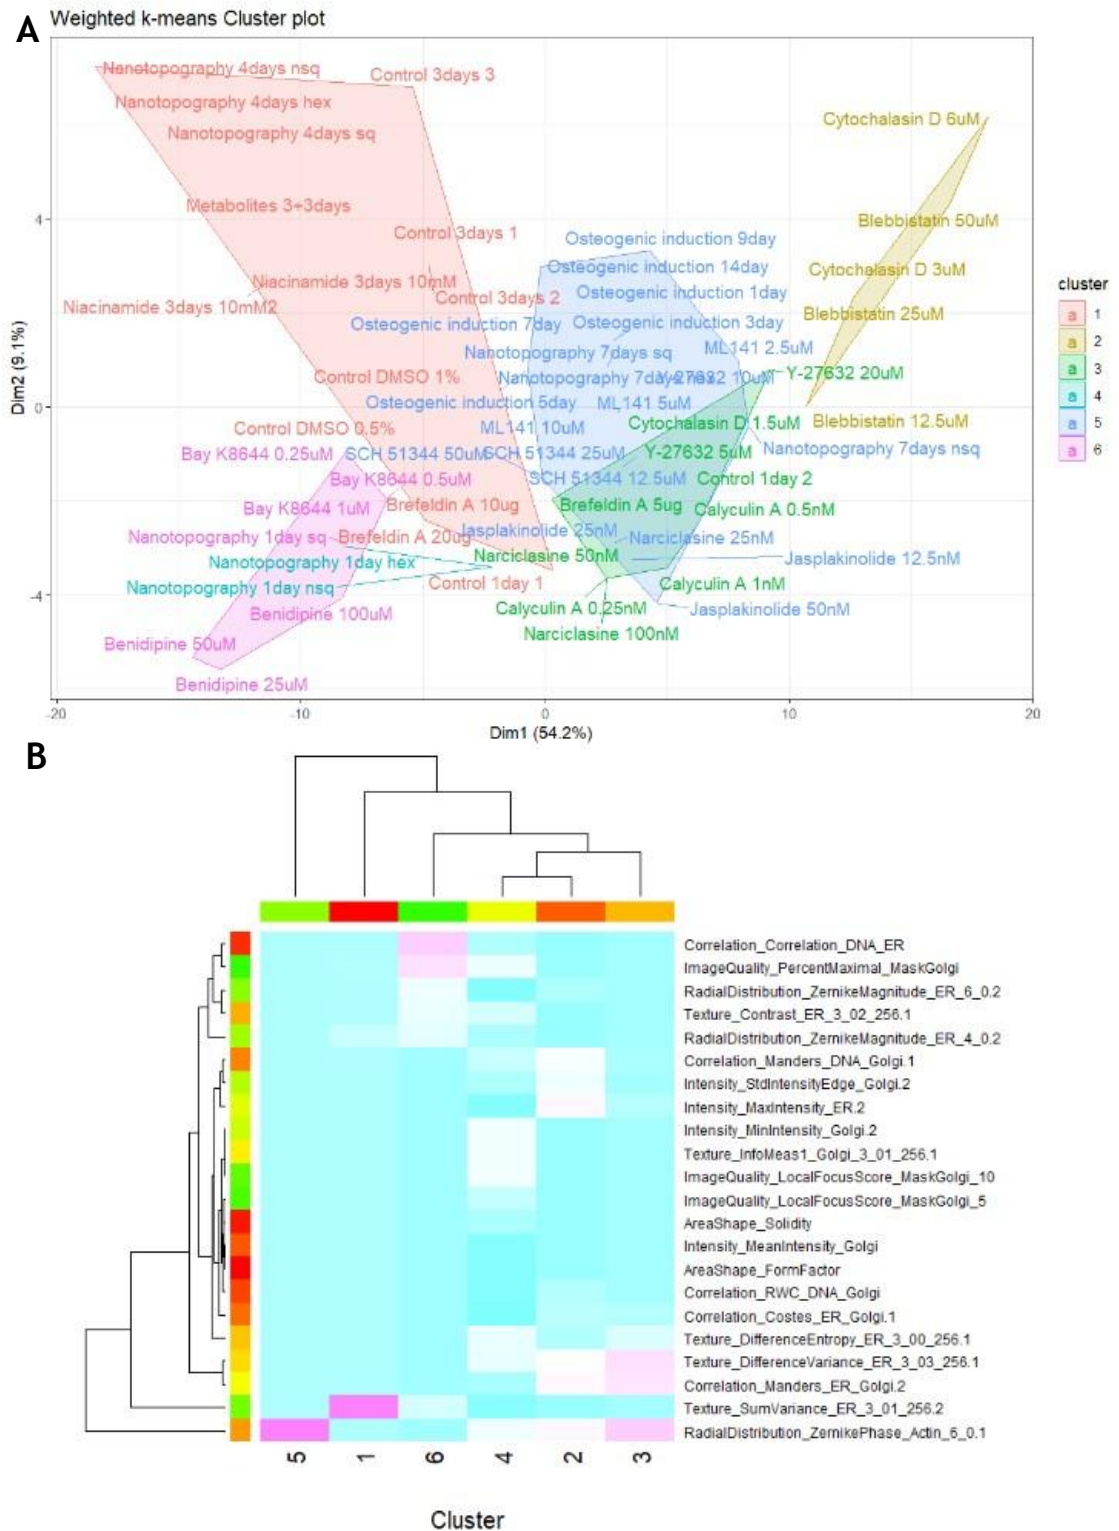 A
Weighted k-means Cluster plot
Nanotopography 4days nsq
Control 3days 3
Nanotopography 4days hex
Nanotopography 4days sq
Cytochalasin D 6uM
Metabolites 3+3days
Blebbistatin 50uM
4
Control 3days 1
Osteogenic induction 9day
Osteogenic induction 14day
Cytochalasin D 3uM
Niacinamide 3days 10mM
Osteogenic induction 1day
Control 3days 2
Niacinamide 3days 10mM2
Blebbistatin 25uM
Osteogenic induction 7day
Osteogenic induction 3day
Nanotopography 7days sq
ML141 2.5uM
Control DMSO 1%
Nanotopography 7days
Y-27632 10uM
Y-27632 20uM
Osteogenic induction 5day
ML141 5uM
0
Control DMSO 0.5%
ML141 10uM
Cytochalasin D 1.5uM
Blebbistatin 12.5uM
Bay K8644 0.25uM
SCH 51344 50uM
SCH 51344 25uM
Y-27632 5uM
Nanotopography 7days nsq
Bay K8644 0.5uM
SCH 51344 12.5uM
Control 1day 2
Bay K8644 1uM
Brefeldin A 10ug
Brefeldin A 5ug
Calyculin A 0.5nM
Nanotopography 1day sq
Brefeldin A 20ug
Jasplakinolide 25nM
Narciclasine 25nM
Nanotopography 1day hex
Narciclasine 50nM
Jasplakinolide 12.5nM
Nanotopography 1day nsq
Control 1day 1
Calyculin A 1nM
-4
Benidipine 100uM
Calyculin A 0.25nM
Jasplakinolide 50nM
Narciclasine 100nM
Benidipine 50uM
Benidipine 25uM
-20
-10
0
10
20
Dim1 (54.2%)
Dim2 (9.1%)
cluster
a 1
a 2
a 3
a 4
a 5
a 6
B
Correlation_Correlation_DNA_ER
ImageQuality_PercentMaximal_MaskGolgi
RadialDistribution_ZernikeMagnitude_ER_6_0.2
Texture_Contrast_ER_3_02_256.1
RadialDistribution_ZernikeMagnitude_ER_4_0.2
Correlation_Manders_DNA_Golgi.1
Intensity_StdIntensityEdge_Golgi.2
Intensity_MaxIntensity_ER.2
Intensity_MinIntensity_Golgi.2
Texture_InfoMeas1_Golgi_3_01_256.1
ImageQuality_LocalFocusScore_MaskGolgi_10
ImageQuality_LocalFocusScore_MaskGolgi_5
AreaShape_Solidity
Intensity_MeanIntensity_Golgi
AreaShape_FormFactor
Correlation_RWC_DNA_Golgi
Correlation_Costes_ER_Golgi.1
Texture_DifferenceEntropy_ER_3_00_256.1
Texture_DifferenceVariance_ER_3_03_256.1
Correlation_Manders_ER_Golgi.2
Texture_SumVariance_ER_3_01_256.2
RadialDistribution_ZernikePhase_Actin_6_0.1
5 1 6 4 2 3
Cluster